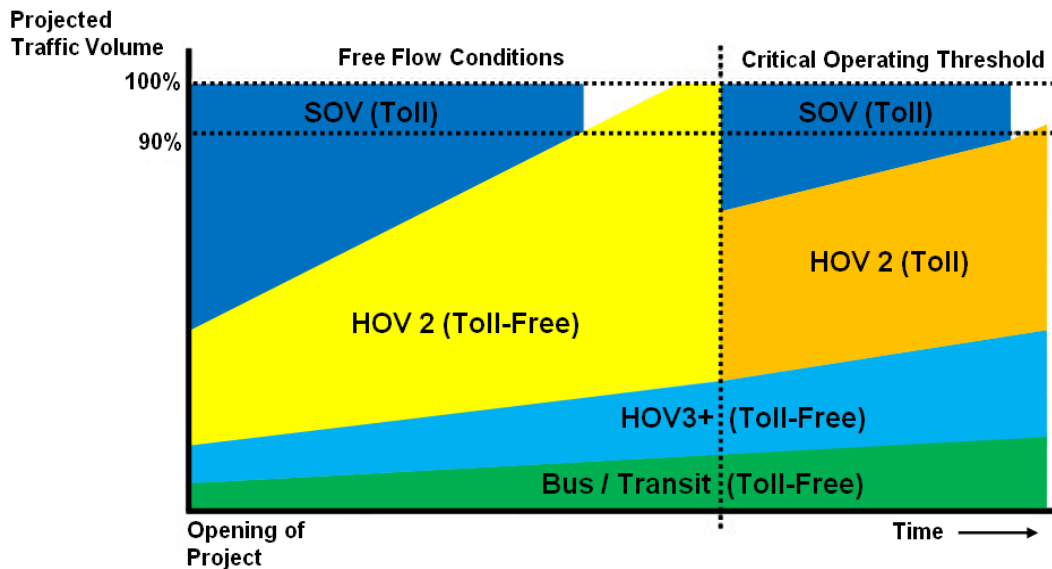 Projected
Traffic Volume
Free Flow Conditions
Critical Operating Threshold
100%
SOV (Toll)
SOV (Toll)
90%
HOV 2 (Toll)
HOV 2 (Toll-Free)
HOV3+ (Toll-Free)
Bus / Transit (Toll-Free)
Opening of
Project
Time